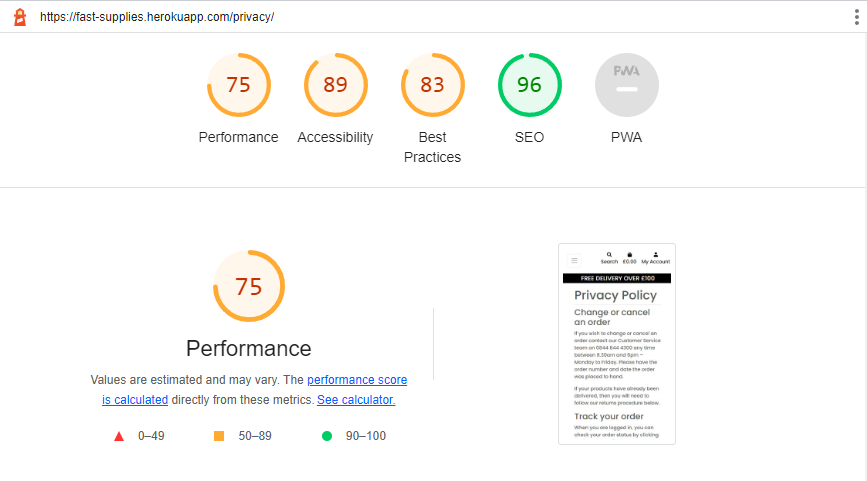 https://fast-supplies.herokuapp.com/privacy/
75
89
83
96
PWA
Performance
Accessibility
Best
Practices
SEO
PWA
75
Performance
Values are estimated and may vary. The performance score
is calculated directly from these metrics. See calculator.
0–49
50–89
90–100
Search £0.00 My Account
FREE DELIVERY OVER £100
Privacy Policy
Change or cancel
an order
If you wish to change or cancel an
order contact our Customer Service
team on 0844 844 4300 any time
between 8.30am and 6pm –
Monday to Friday. Please have the
order number and date the order
was placed to hand.
If your products have already been
delivered, then you will need to
follow our returns procedure below.
Track your order
When you are logged in, you can
check your order status by clicking